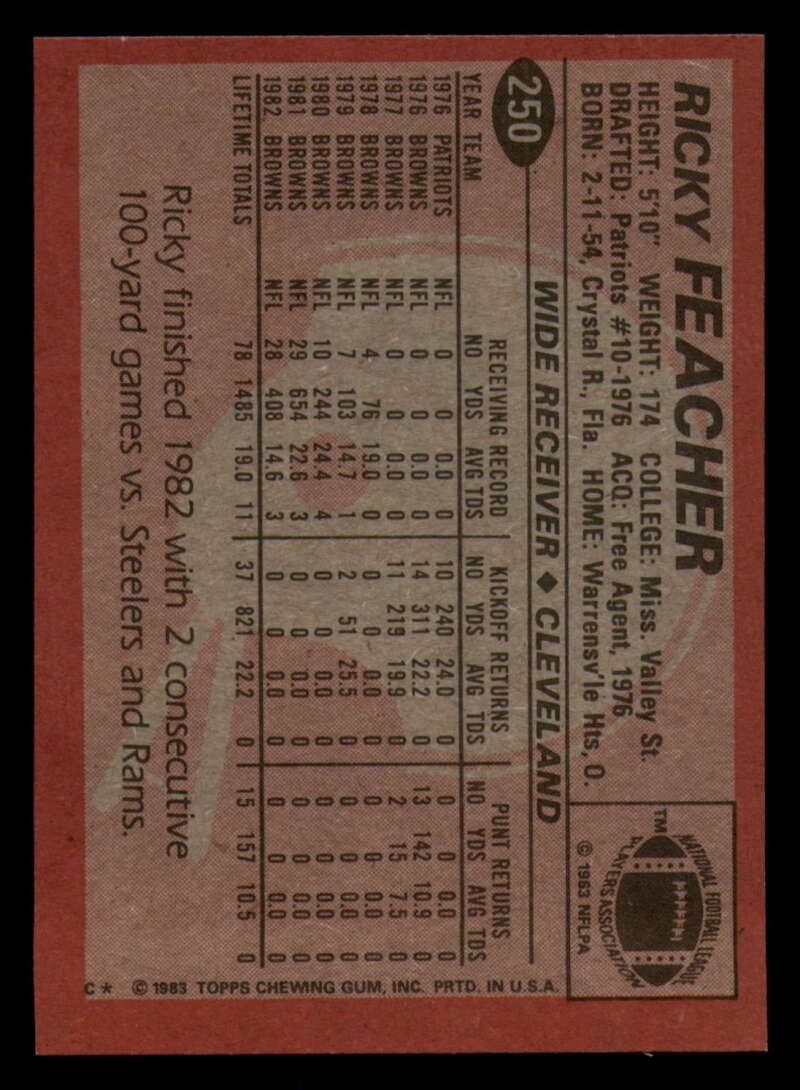 RICKY FEACHER
HEIGHT: 5'10" WEIGHT: 174 COLLEGE: Miss. Valley St.
DRAFTED: Patriots #10-1976 ACQ: Free Agent, 1976
BORN: 2-11-54, Crystal R., Fla. HOME: Warrensv'le Hts, O.
NATIONAL FOOTBALL LEAGUE
PLAYERS ASSOCIATION
TM
© 1983 NFLPA
250
WIDE RECEIVER ♦ CLEVELAND
RECEIVING RECORD KICKOFF RETURNS PUNT RETURNS
YEAR TEAM NO YDS AVG TDS NO YDS AVG TDS NO YDS AVG TDS
1976 PATRIOTS NFL 0 0 0.0 0 10 240 24.0 0 0 0 0.0 0
1976 BROWNS NFL 0 0 0.0 0 14 311 22.2 0 13 142 10.9 0
1977 BROWNS NFL 0 0 0.0 0 11 219 19.9 0 2 15 7.5 0
1978 BROWNS NFL 4 76 19.0 0 0 0 0.0 0 0 0 0.0 0
1979 BROWNS NFL 7 103 14.7 1 2 51 25.5 0 0 0 0.0 0
1980 BROWNS NFL 10 244 24.4 4 0 0 0.0 0 0 0 0.0 0
1981 BROWNS NFL 29 654 22.6 3 0 0 0.0 0 0 0 0.0 0
1982 BROWNS NFL 28 408 14.6 3 0 0 0.0 0 0 0 0.0 0
LIFETIME TOTALS 78 1485 19.0 11 37 821 22.2 0 15 157 10.5 0
Ricky finished 1982 with 2 consecutive
100-yard games vs. Steelers and Rams.
C* © 1983 TOPPS CHEWING GUM, INC. PRTD. IN U.S.A.